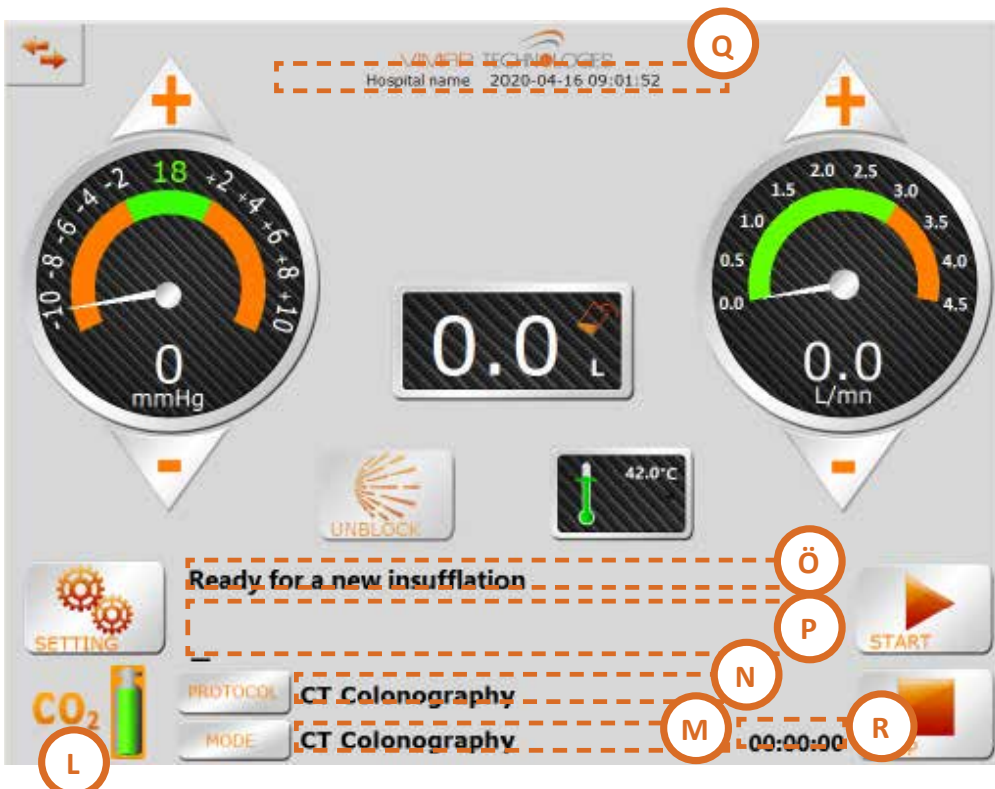 Q
VIMAP TECHNOLOGIES
Hospital name 2020-04-16 09:01:52
+
+
-10 -8 -6 -4 -2 18 +2 +4 +6 +8 +10
0
mmHg
0.0 0.5 1.0 1.5 2.0 2.5 3.0 3.5 4.0 4.5
0.0
L/mn
0.0 L
-
-
UNBLOCK
42.0°C
Ready for a new insufflation
Ö
SETTING
P
START
_
PROTOCOL
CT Colonography
N
CO2
MODE
CT Colonography
M
00:00:00
R
P
L